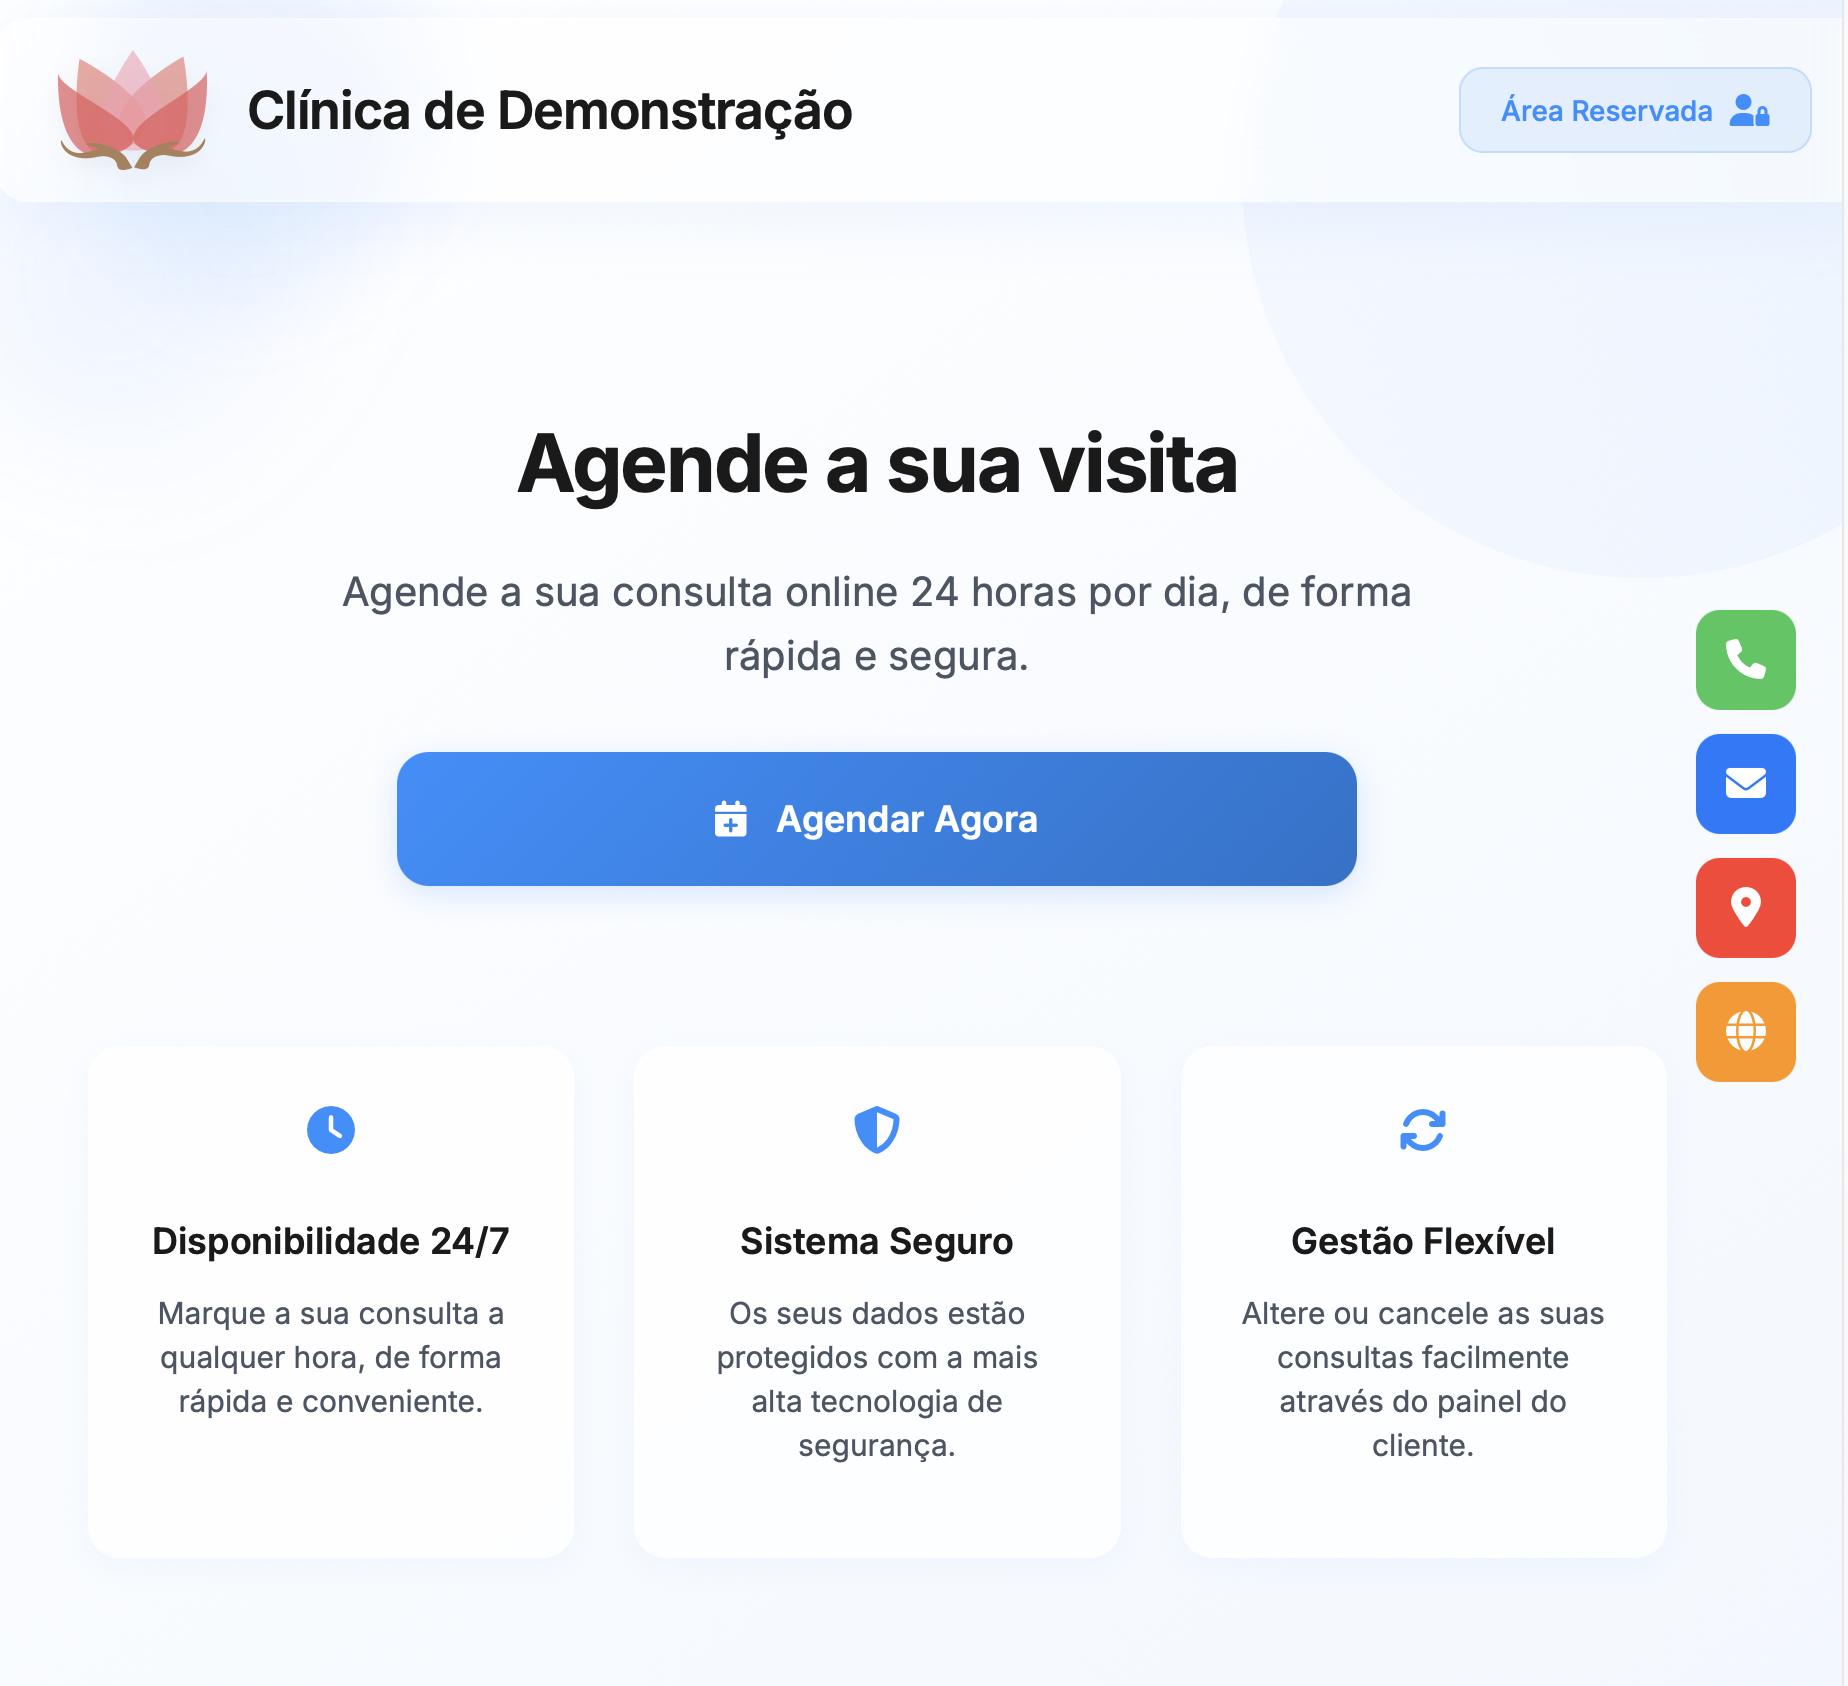 Clínica de Demonstração
Área Reservada
Agende a sua visita
Agende a sua consulta online 24 horas por dia, de forma
rápida e segura.
Agendar Agora
Disponibilidade 24/7
Marque a sua consulta a
qualquer hora, de forma
rápida e conveniente.
Sistema Seguro
Os seus dados estão
protegidos com a mais
alta tecnologia de
segurança.
Gestão Flexível
Altere ou cancele as suas
consultas facilmente
através do painel do
cliente.